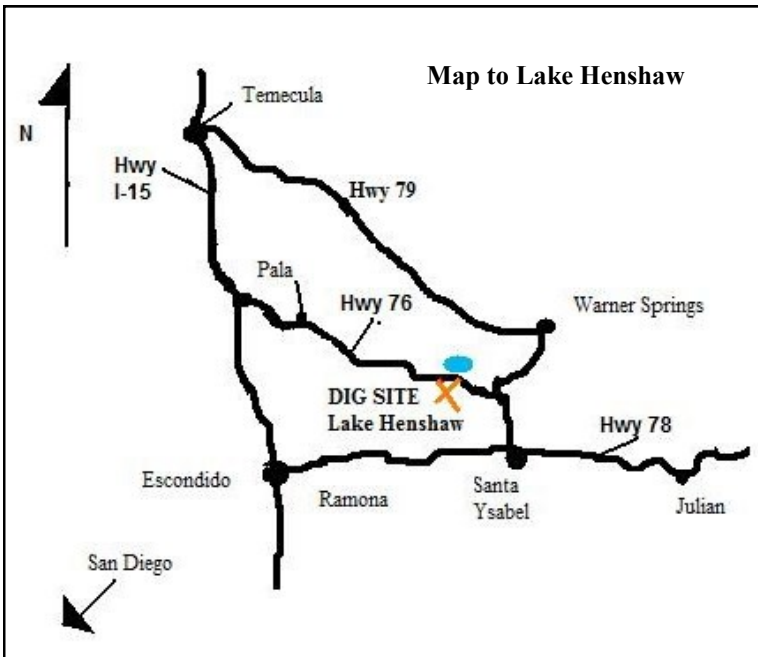 Map to Lake Henshaw
Temecula
N
Hwy
I-15
Hwy 79
Pala
Hwy 76
Warner Springs
DIG SITE
Lake Henshaw
Hwy 78
Escondido
Ramona
Santa
Ysabel
Julian
San Diego